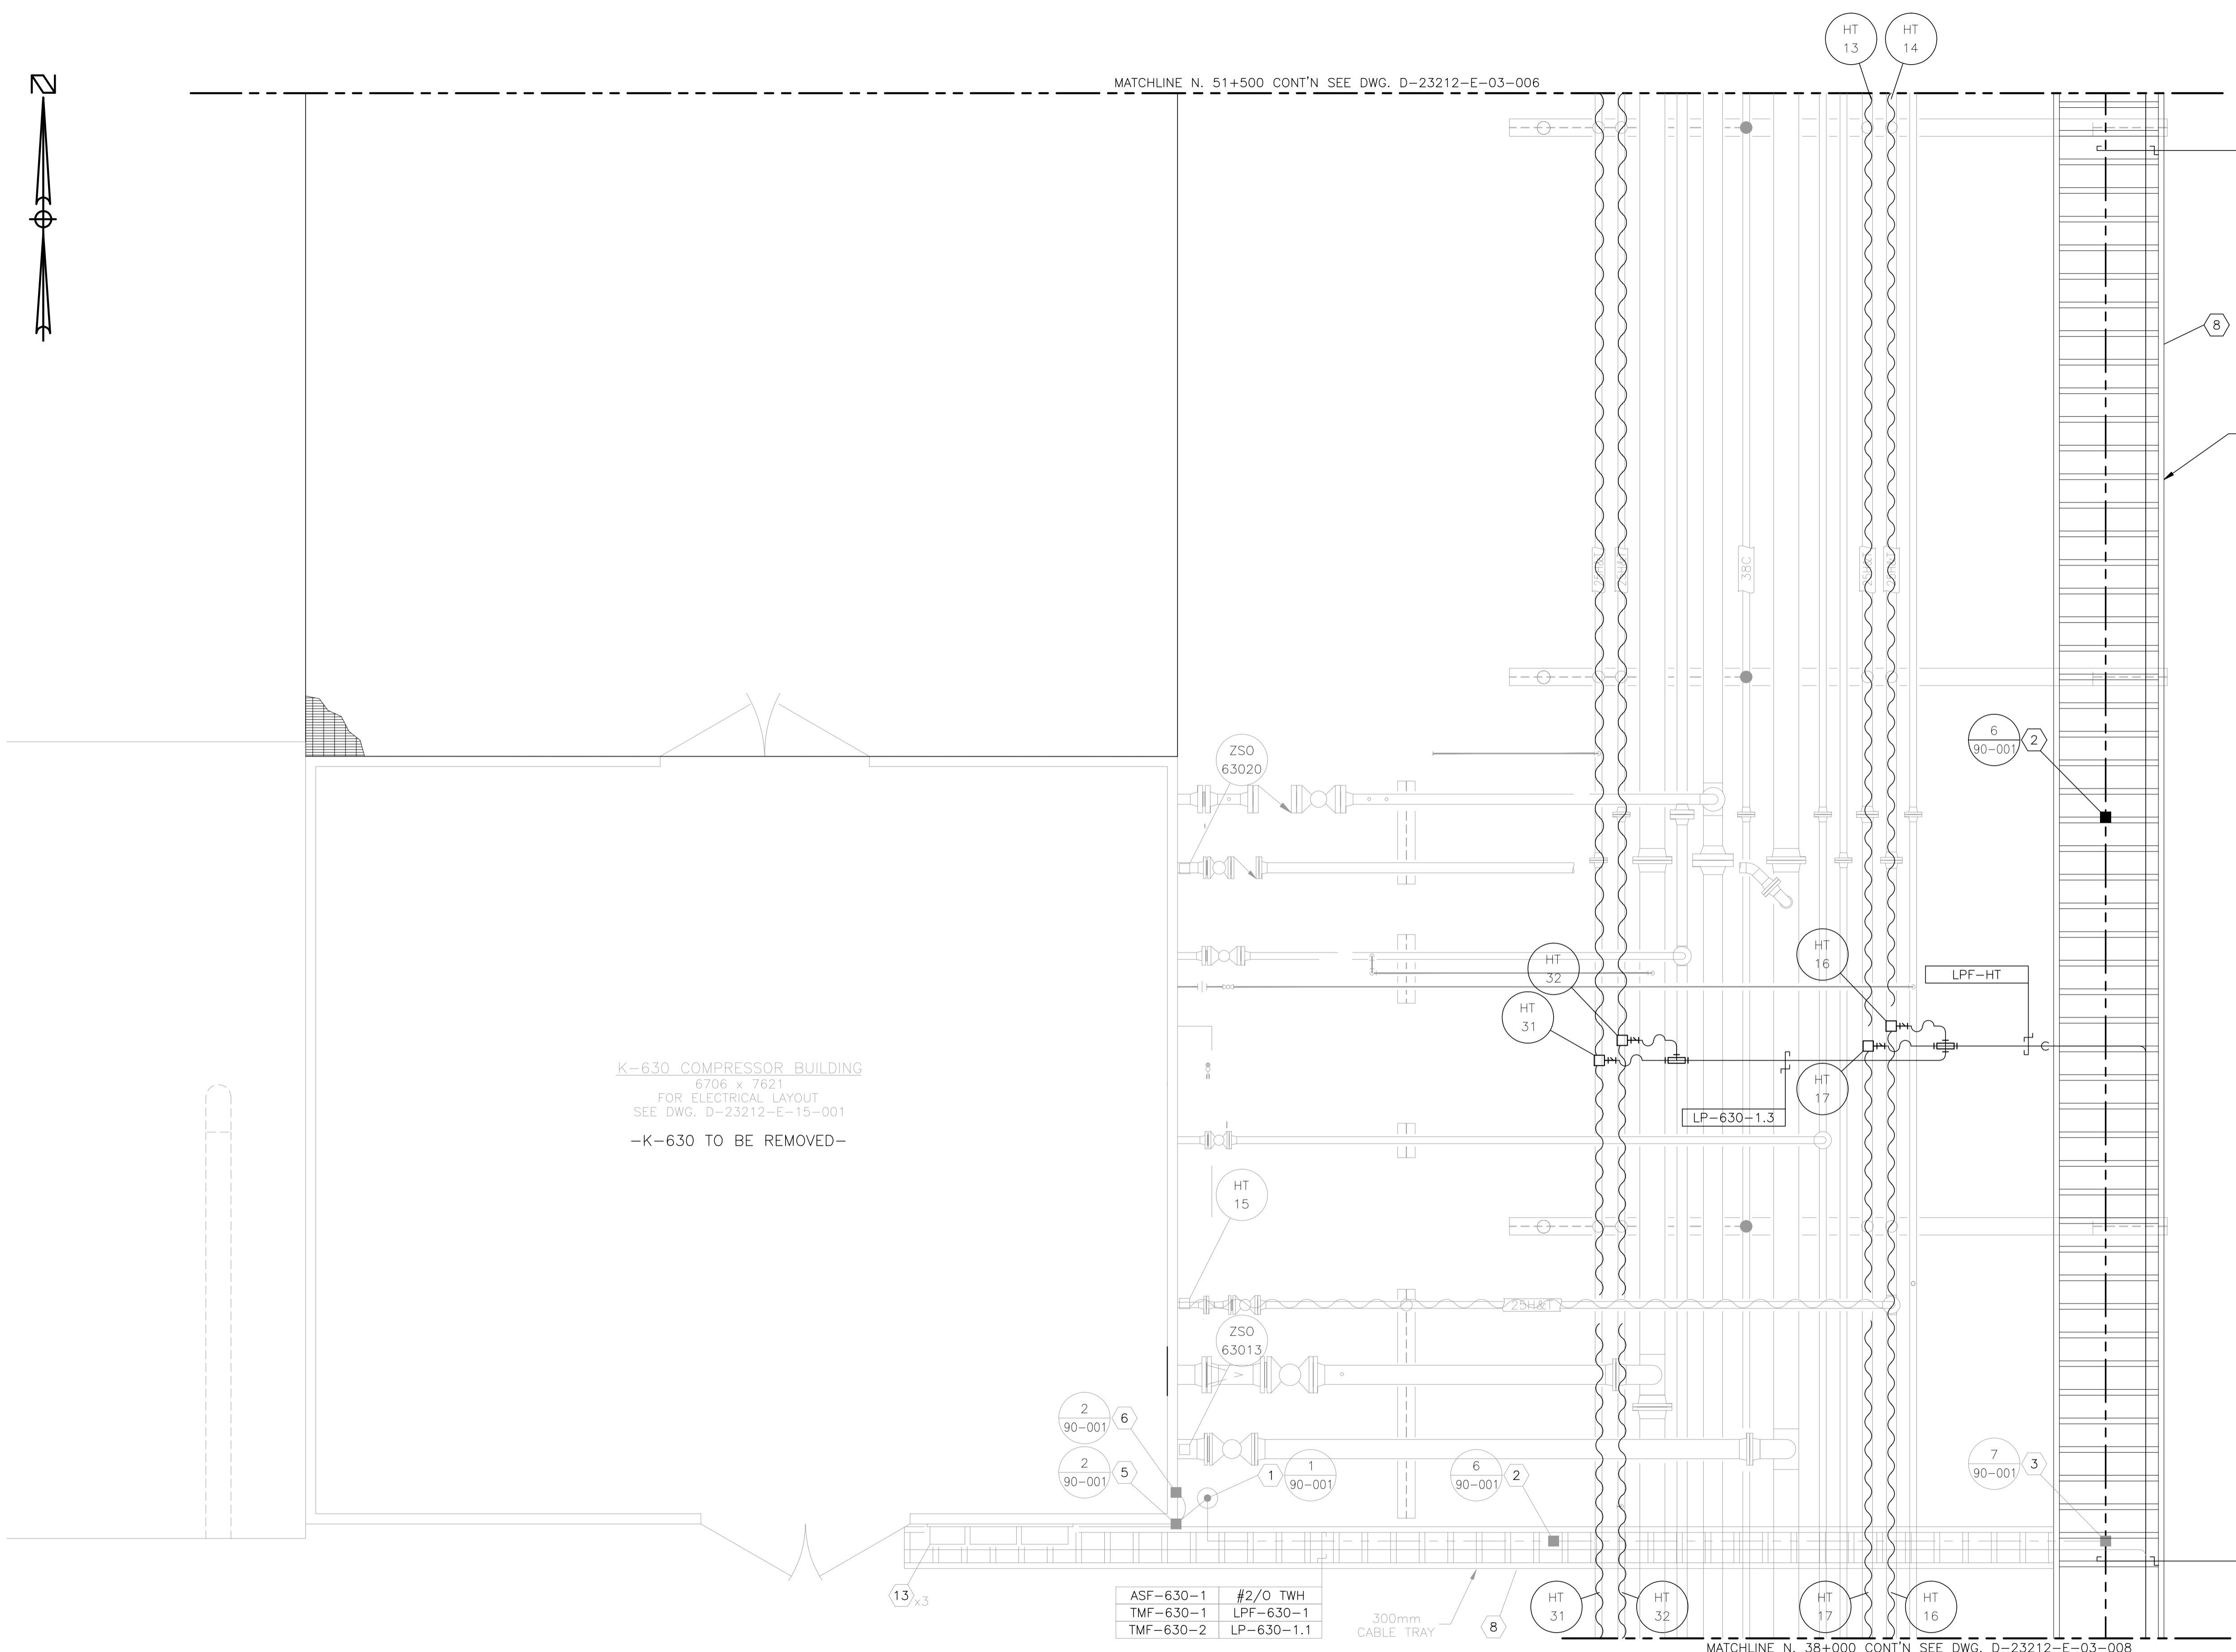 HT
13
HT
14
N
MATCHLINE N. 51+500 CONT'N SEE DWG. D-23212-E-03-006
8
25H&T
25H&T
38C
25H&T
25H&T
ZSO
63020
6
90-001
2
HT
32
HT
16
LPF-HT
HT
31
C
K-630 COMPRESSOR BUILDING
6706 x 7621
FOR ELECTRICAL LAYOUT
SEE DWG. D-23212-E-15-001
-K-630 TO BE REMOVED-
HT
17
LP-630-1.3
HT
15
25H&T
ZSO
63013
2
90-001
6
2
90-001
5
1
1
90-001
6
90-001
2
7
90-001
3
13
x3
ASF-630-1 #2/0 TWH
TMF-630-1 LPF-630-1
TMF-630-2 LP-630-1.1
300mm
CABLE TRAY
8
HT
31
HT
32
HT
17
HT
16
MATCHLINE N. 38+000 CONT'N SEE DWG. D-23212-E-03-008